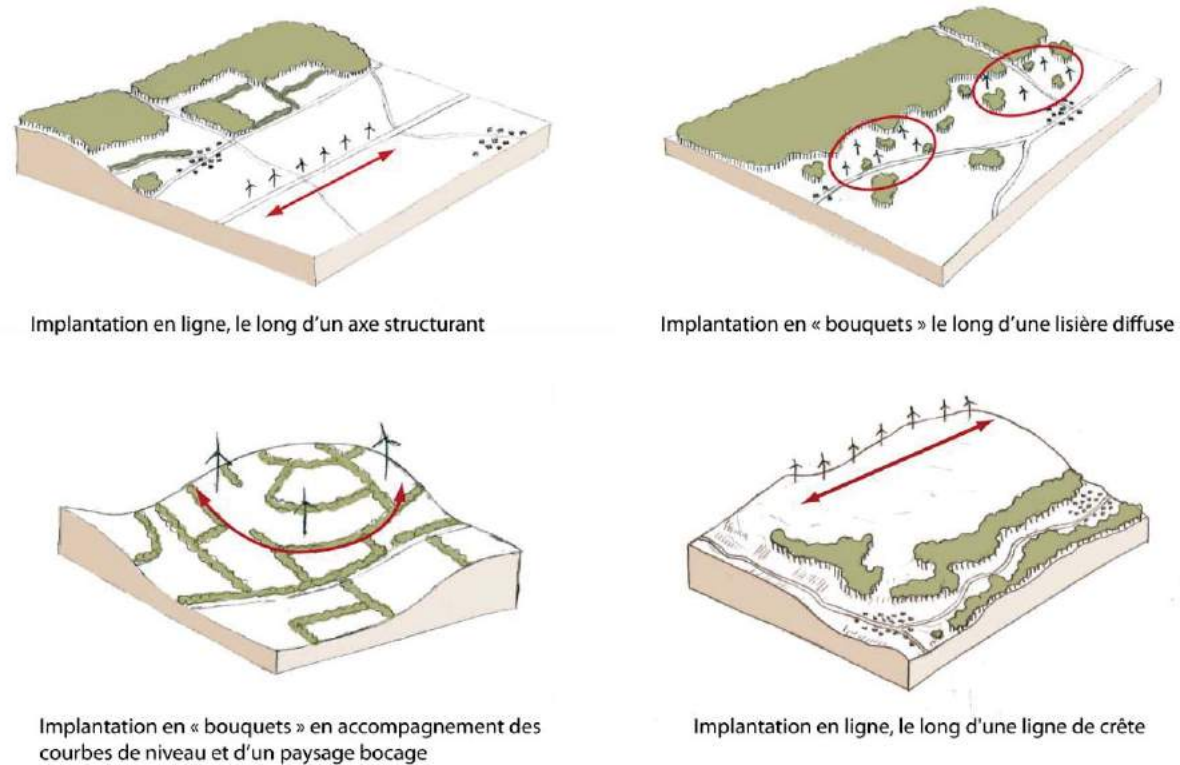 Implantation en ligne, le long d'un axe structurant
Implantation en « bouquets » le long d'une lisière diffuse
Implantation en « bouquets » en accompagnement des
courbes de niveau et d'un paysage bocage
Implantation en ligne, le long d'une ligne de crête